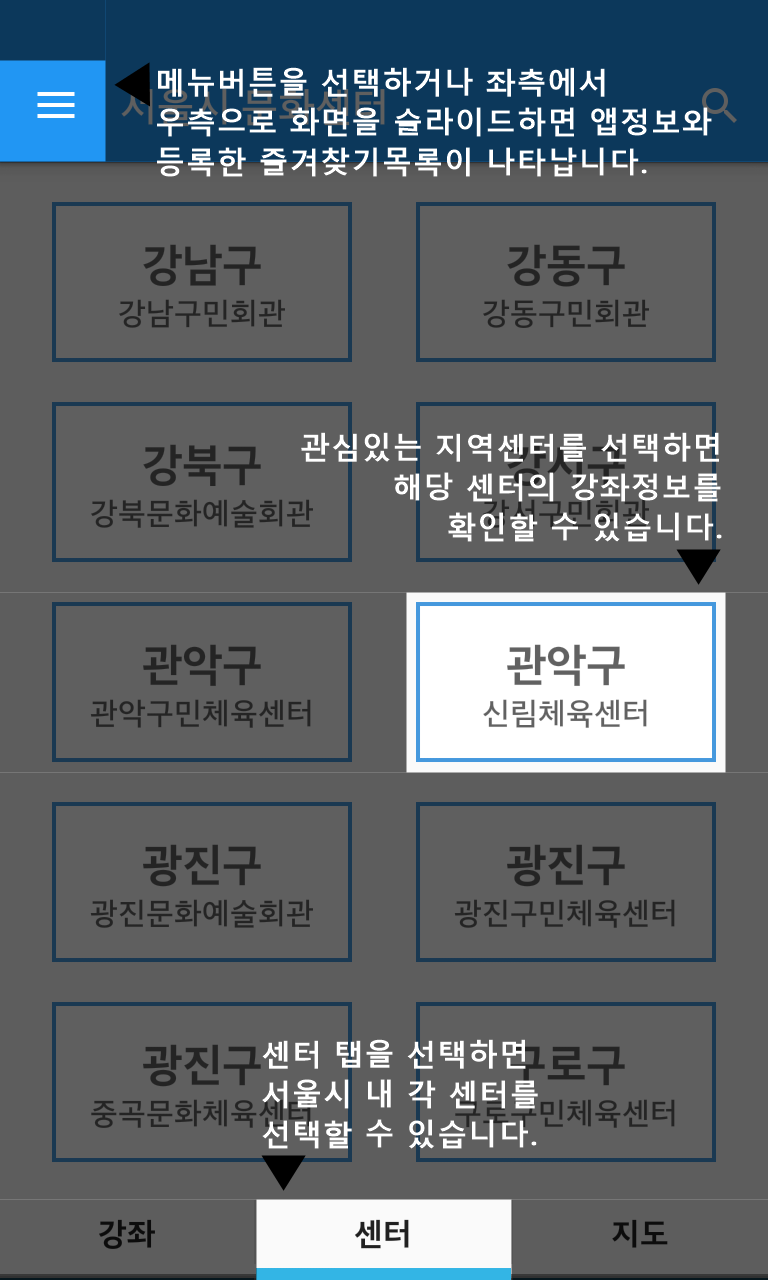 메뉴버튼을 선택하거나 좌측에서
서울시 문화센터
우측으로 화면을 슬라이드하면 앱정보와
등록한 즐겨찾기목록이 나타납니다.
강남구
강남구민회관
강동구
강동구민회관
강북구
강북문화예술회관
강서구
강서구민회관
관심있는 지역센터를 선택하면
해당 센터의 강좌정보를
확인할 수 있습니다.
관악구
관악구민체육센터
관악구
신림체육센터
광진구
광진문화예술회관
광진구
광진구민체육센터
광진구
중곡문화체육센터
구로구
구로구민체육센터
센터 탭을 선택하면
서울시 내 각 센터를
선택할 수 있습니다.
강좌
센터
지도